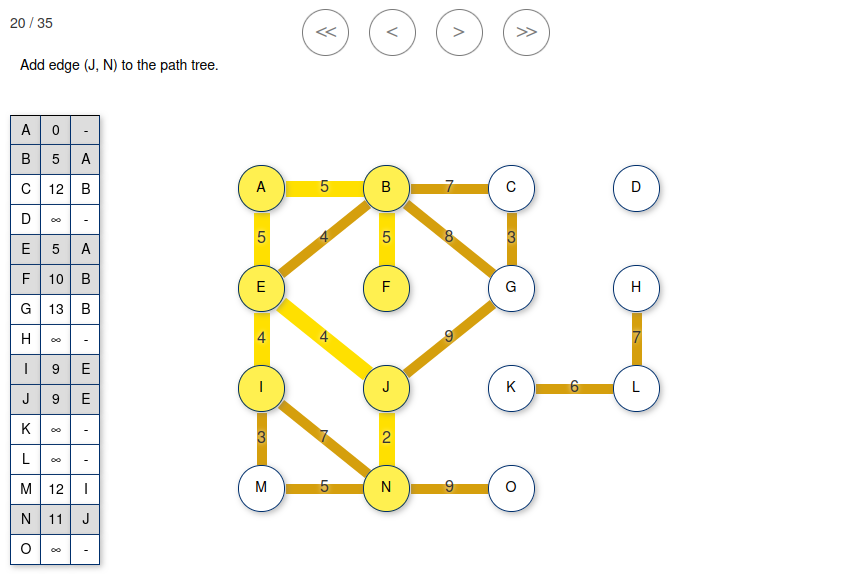 20 / 35
<< < > >>
Add edge (J, N) to the path tree.
A 0 -
B 5 A
C 12 B
D ∞ -
E 5 A
F 10 B
G 13 B
H ∞ -
I 9 E
J 9 E
K ∞ -
L ∞ -
M 12 I
N 11 J
O ∞ -
A 5 B 7 C D
5 4 5 8 3
E F G H
4 4 9 7
I J K 6 L
3 7 2
M 5 N 9 O